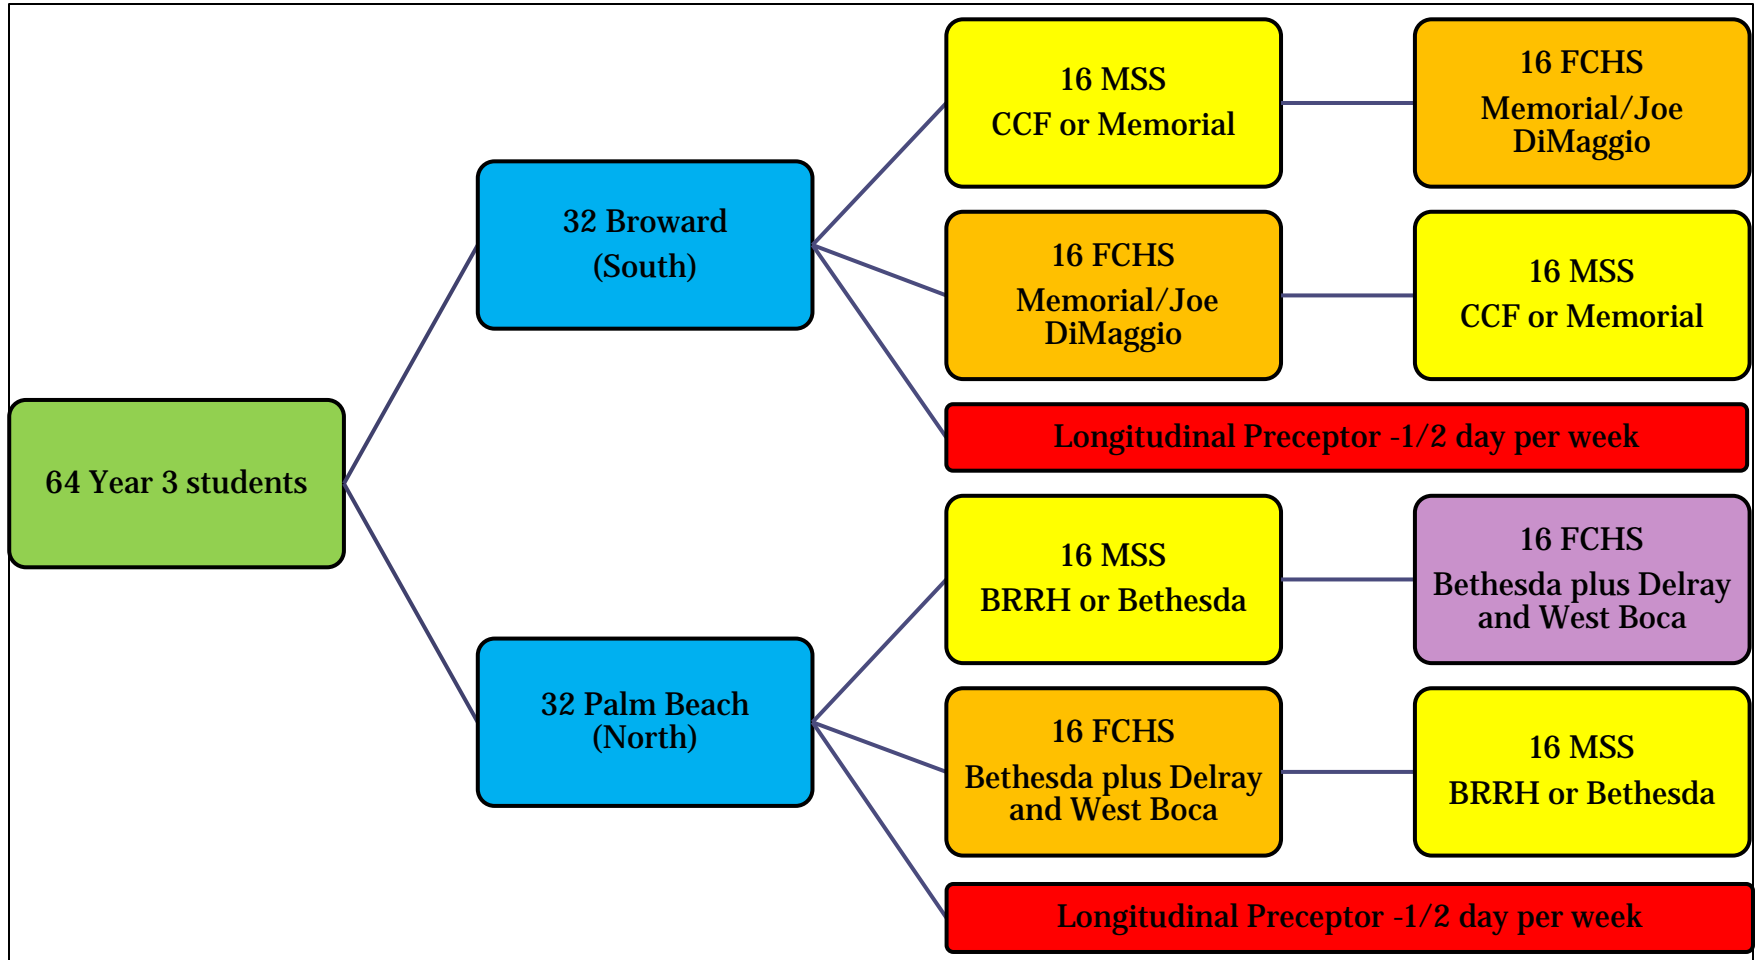 64 Year 3 students
32 Broward
(South)
16 MSS
CCF or Memorial
16 FCHS
Memorial/Joe
DiMaggio
16 FCHS
Memorial/Joe
DiMaggio
16 MSS
CCF or Memorial
Longitudinal Preceptor -1/2 day per week
32 Palm Beach
(North)
16 MSS
BRRH or Bethesda
16 FCHS
Bethesda plus Delray
and West Boca
16 FCHS
Bethesda plus Delray
and West Boca
16 MSS
BRRH or Bethesda
Longitudinal Preceptor -1/2 day per week